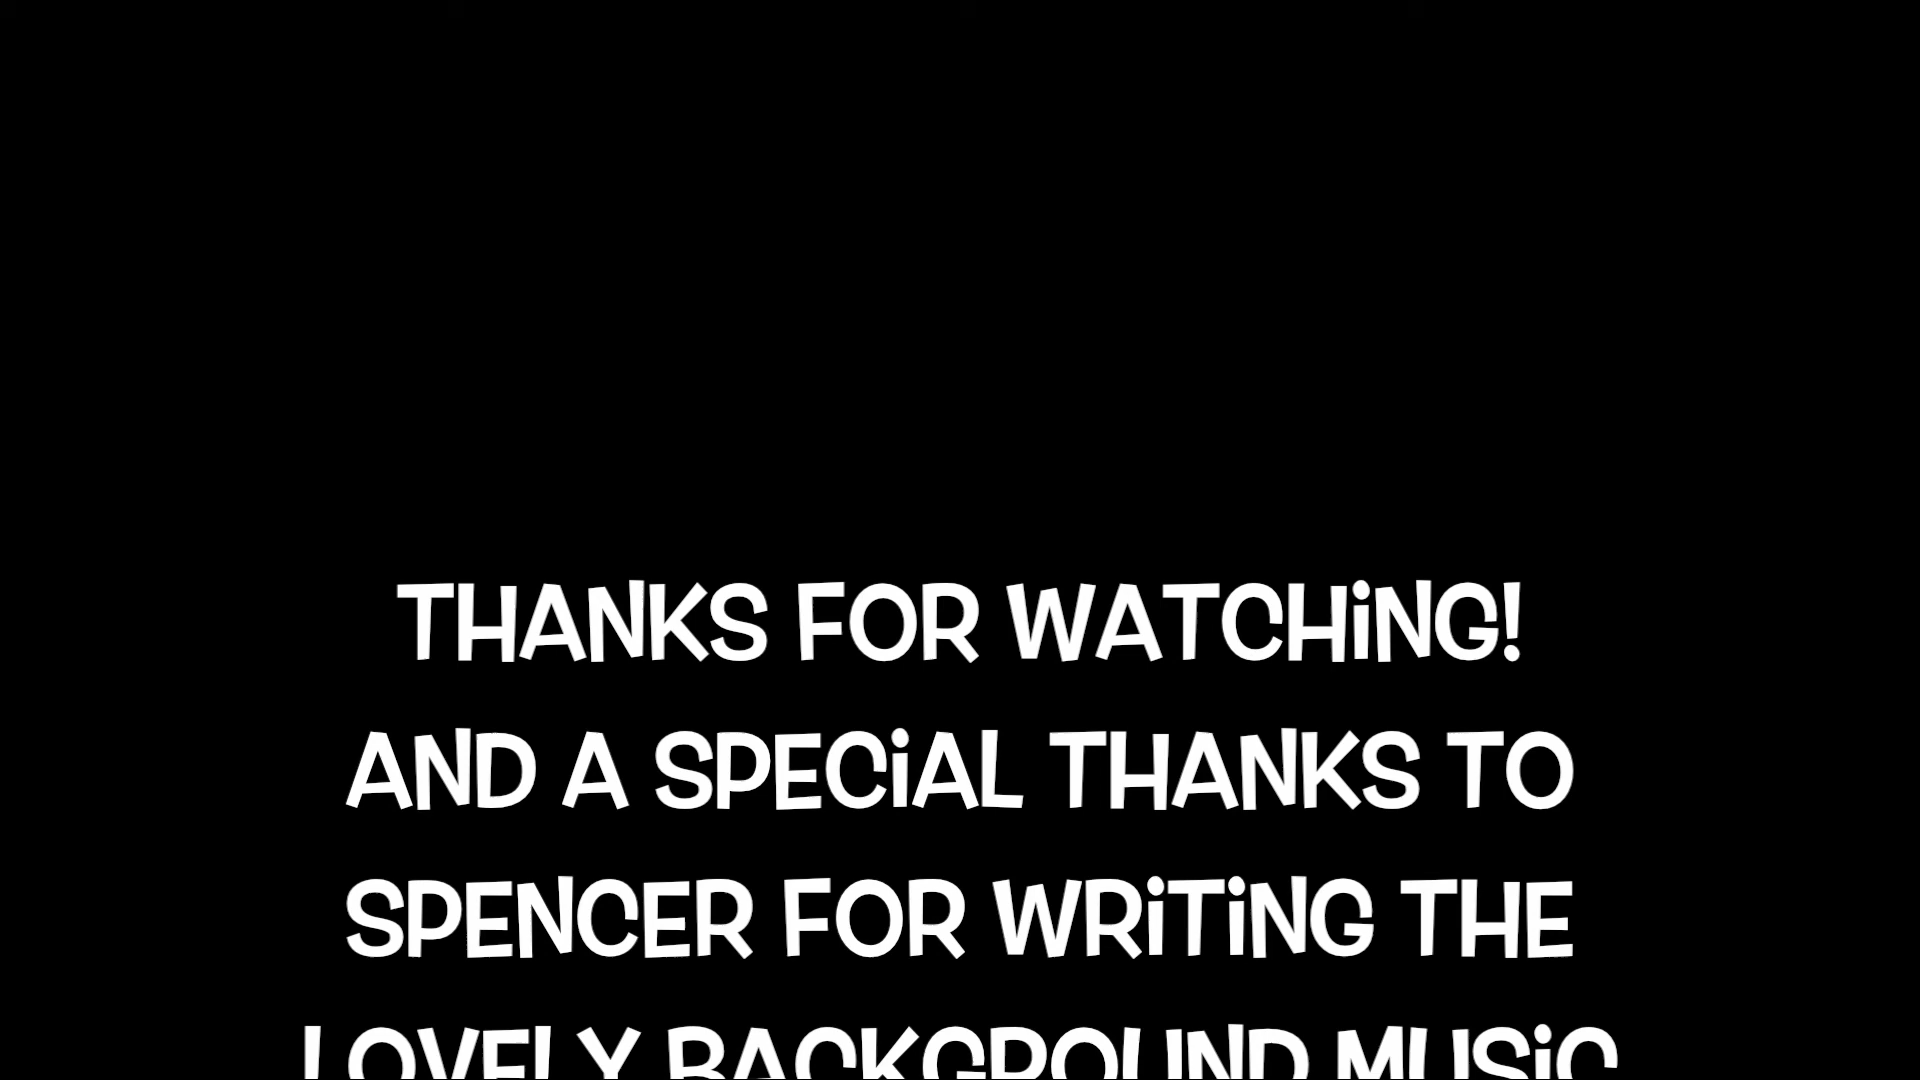 THANKS FOR WATCHiNG!
AND A SPECiAL THANKS TO
SPENCER FOR WRiTiNG THE
LOVELY BACKGROUND MUSiC